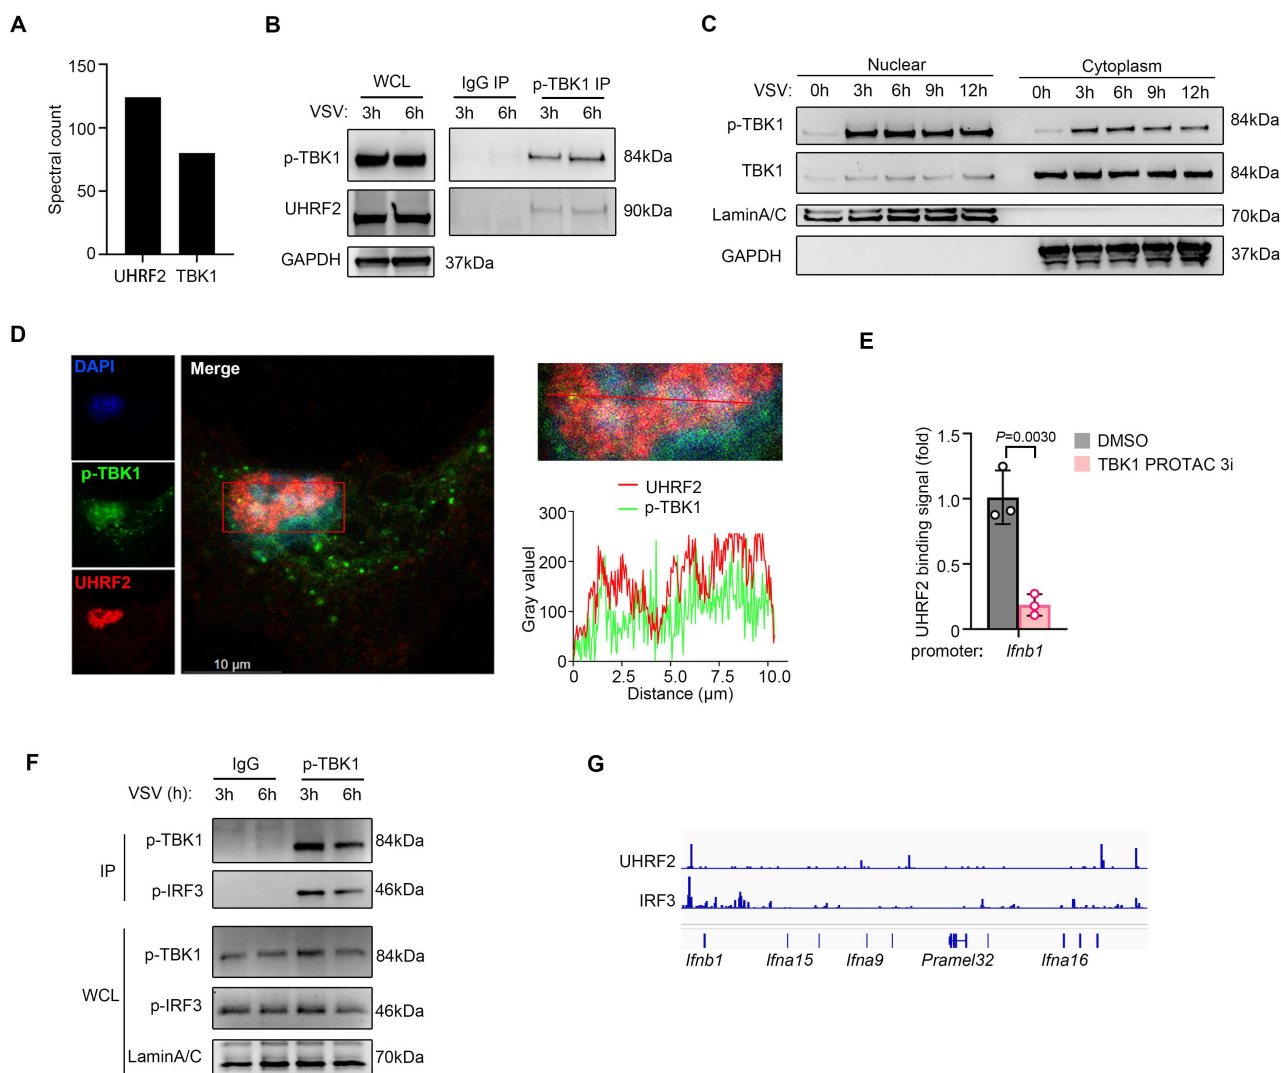 A
150
100
50
0
Spectral count
UHRF2 TBK1
B
WCL IgG IP p-TBK1 IP
VSV: 3h 6h 3h 6h 3h 6h
p-TBK1 84kDa
UHRF2 90kDa
GAPDH 37kDa
C
Nuclear Cytoplasm
VSV: 0h 3h 6h 9h 12h 0h 3h 6h 9h 12h
p-TBK1 84kDa
TBK1 84kDa
LaminA/C 70kDa
GAPDH 37kDa
D
DAPI
p-TBK1
UHRF2
Merge
10 µm
UHRF2
p-TBK1
300
200
100
0
Gray valuel
0 2.5 5.0 7.5 10.0
Distance (µm)
E
P=0.0030
DMSO
TBK1 PROTAC 3i
1.5
1.0
0.5
0
UHRF2 binding signal (fold)
promoter: Ifnb1
F
IgG p-TBK1
VSV (h): 3h 6h 3h 6h
IP
p-TBK1 84kDa
p-IRF3 46kDa
WCL
p-TBK1 84kDa
p-IRF3 46kDa
LaminA/C 70kDa
G
UHRF2
IRF3
Ifnb1 Ifna15 Ifna9 Pramel32 Ifna16